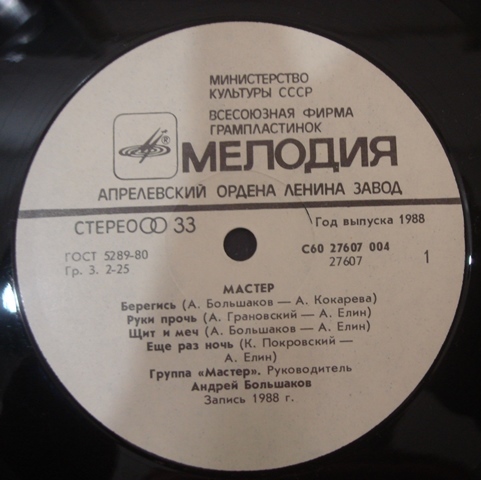 МИНИСТЕРСТВО
КУЛЬТУРЫ СССР
ВСЕСОЮЗНАЯ ФИРМА
ГРАМПЛАСТИНОК
МЕЛОДИЯ
АПРЕЛЕВСКИЙ ОРДЕНА ЛЕНИНА ЗАВОД
СТЕРЕО 33
Год выпуска 1988
ГОСТ 5289-80
Гр. 3. 2-25
С60 27607 004
27607
1
МАСТЕР
Берегись (А. Большаков — А. Кокарева)
Руки прочь (А. Грановский — А. Елин)
Щит и меч (А. Большаков — А. Елин)
Еще раз ночь (К. Покровский —
А. Елин)
Группа «Мастер». Руководитель
Андрей Большаков
Запись 1988 г.